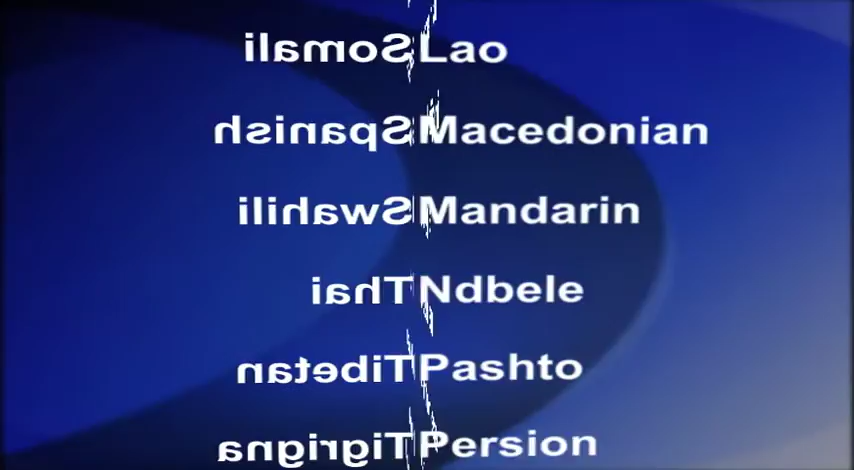 Somali Lao
Spanish Macedonian
Swahili Mandarin
Thai Ndbele
Tibetan Pashto
Tigrigna Persion